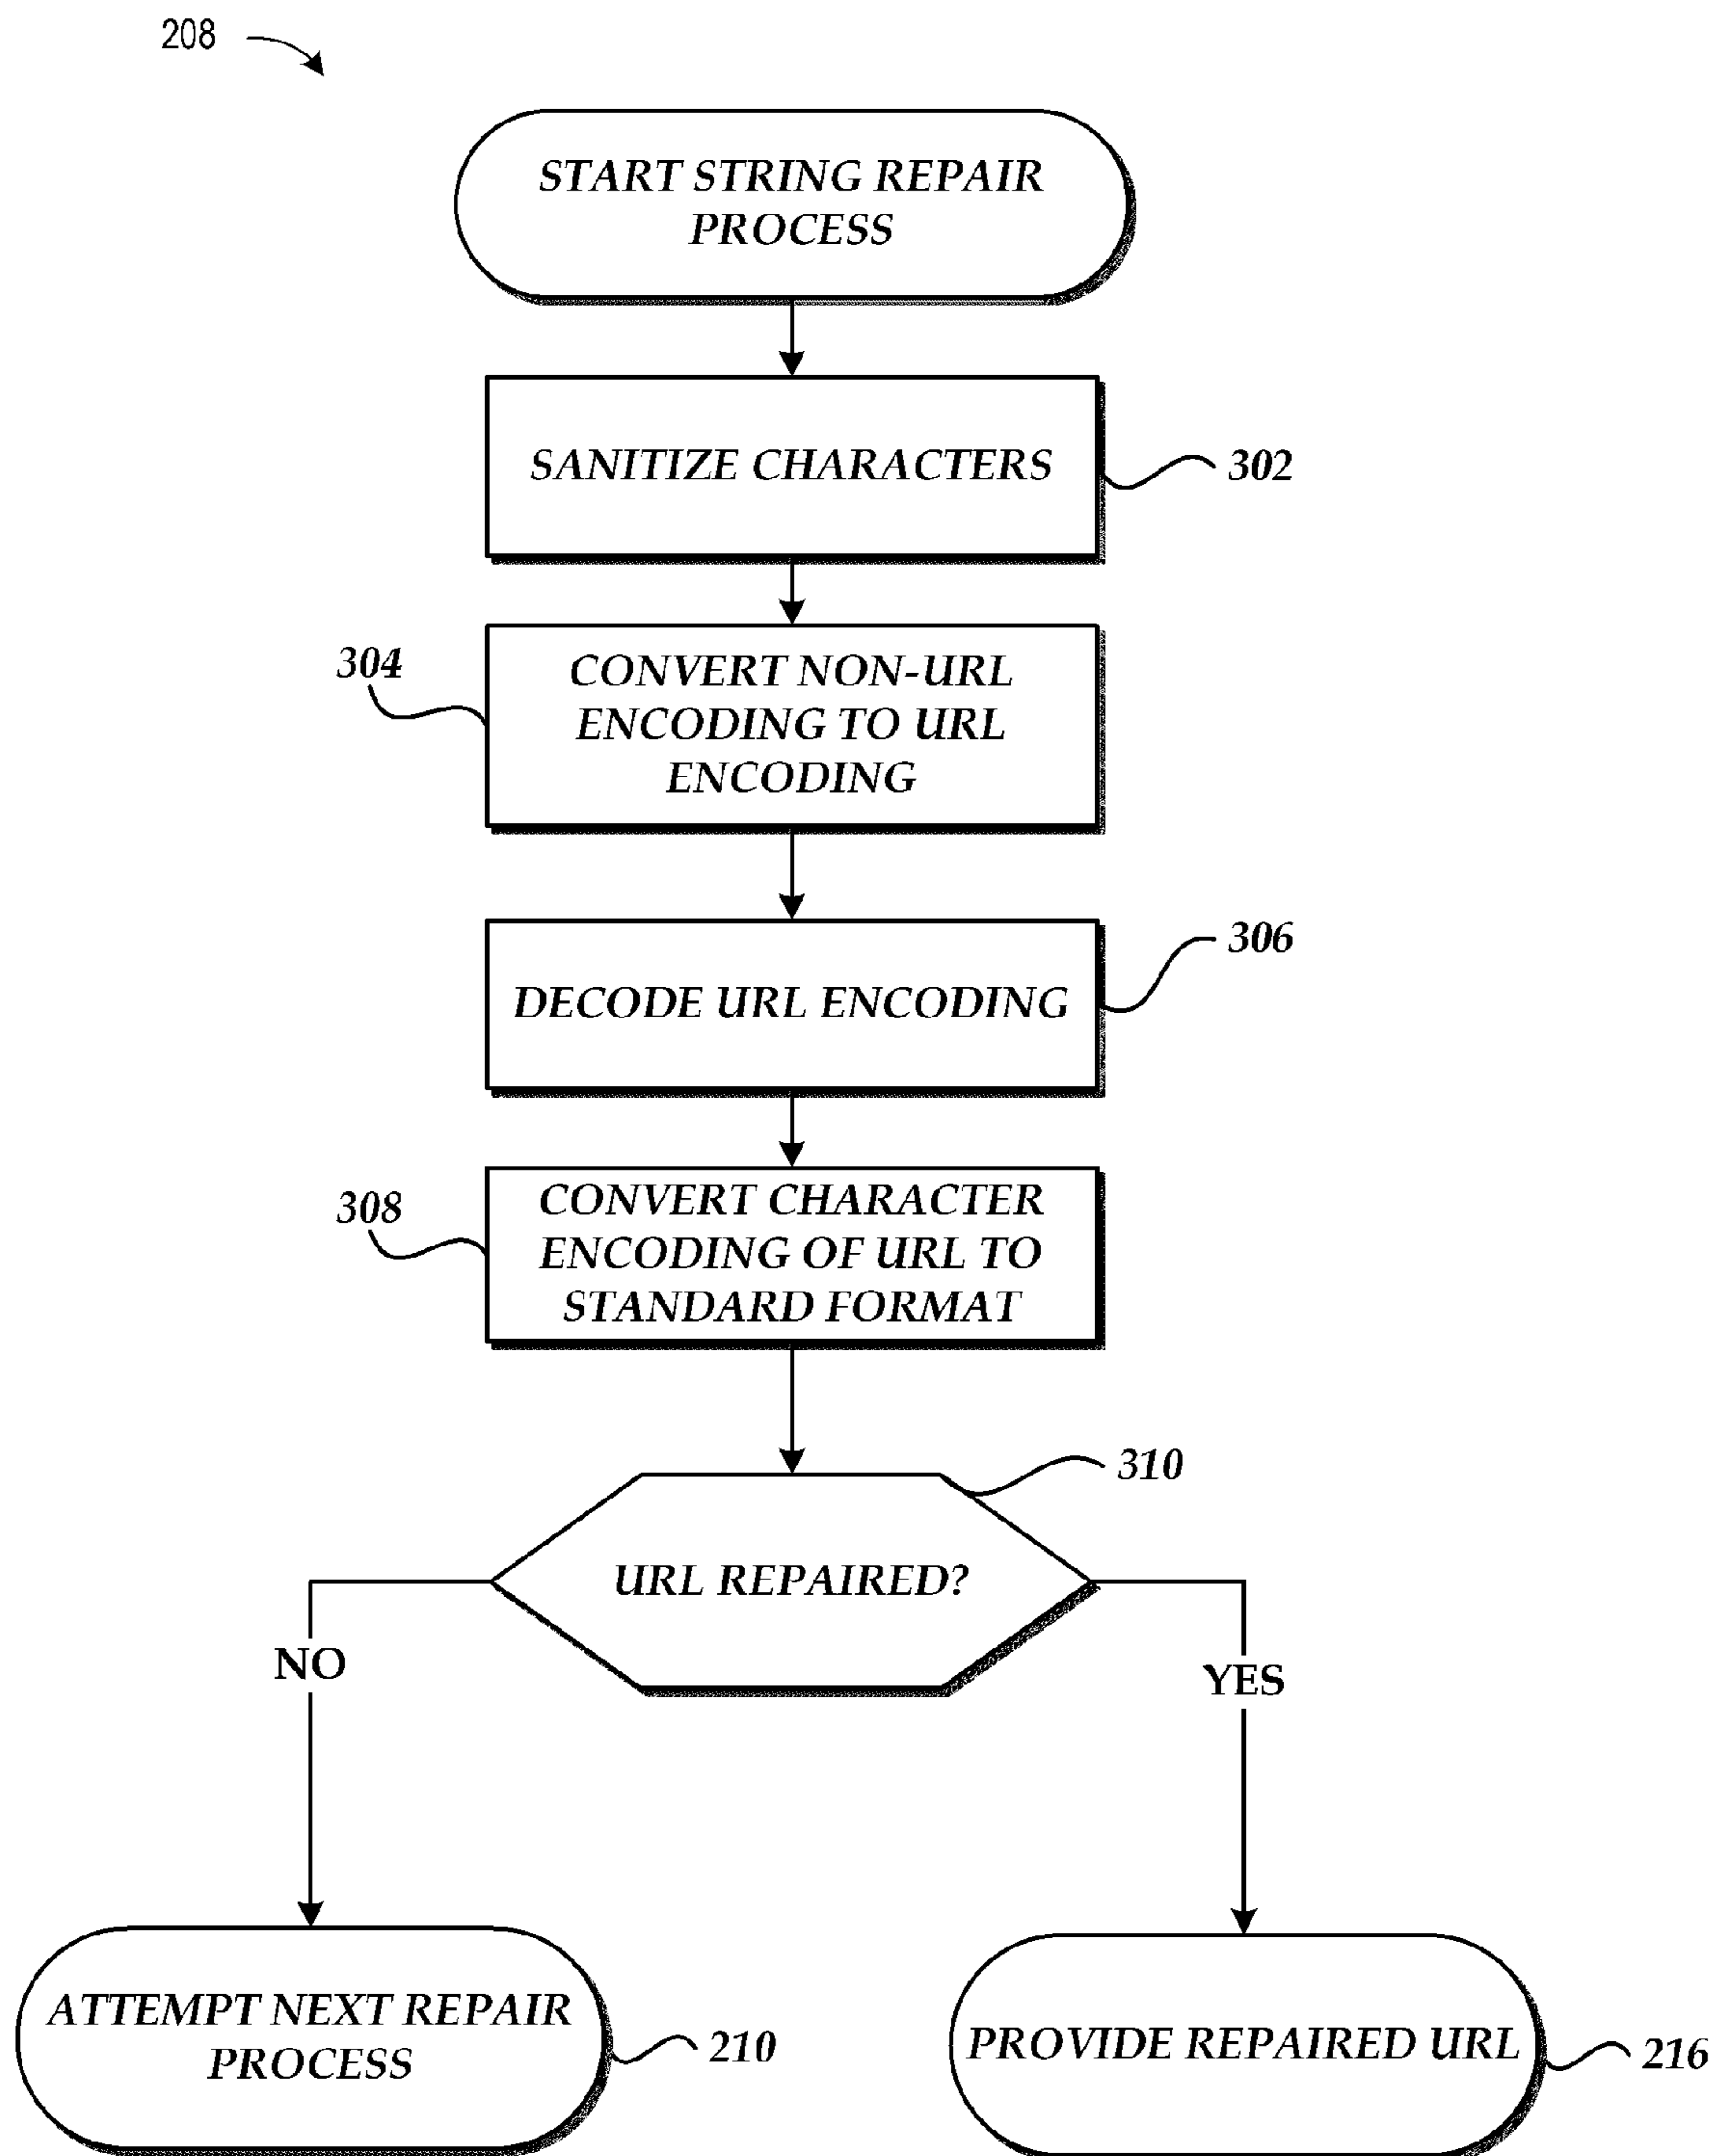 208
START STRING REPAIR
PROCESS
SANITIZE CHARACTERS
302
304
CONVERT NON-URL
ENCODING TO URL
ENCODING
306
DECODE URL ENCODING
308
CONVERT CHARACTER
ENCODING OF URL TO
STANDARD FORMAT
310
URL REPAIRED?
NO
YES
ATTEMPT NEXT REPAIR
PROCESS
210
PROVIDE REPAIRED URL
216